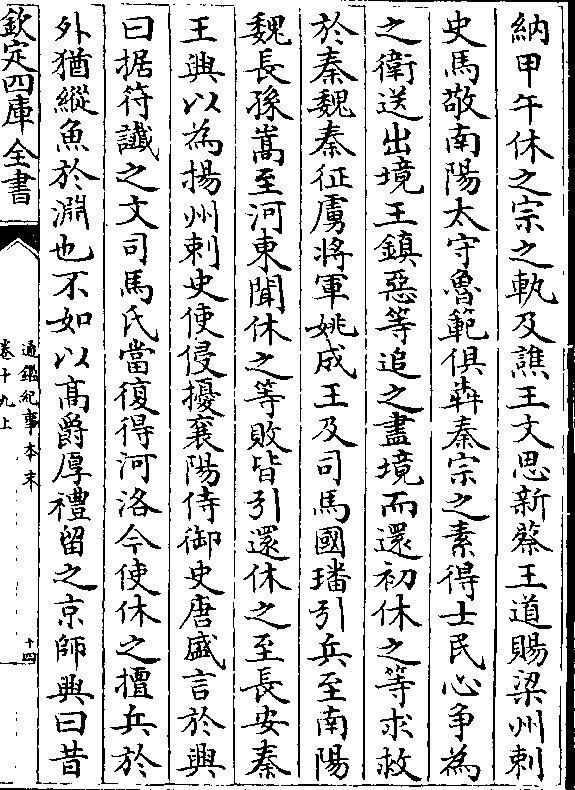 納甲午休之宗之軌及譙王文思新蔡王道賜梁州刺
史馬敬南陽太守魯範俱犇秦宗之素得士民心争為
之衛送出境王鎮惡等追之盡境而還初休之等求救
於秦魏秦征虜將軍姚成王及司馬國璠引兵至南陽
魏長孫嵩至河東聞休之等敗皆引還休之至長安秦
王興以為揚州刺史使侵擾襄陽侍御史唐盛言於興
曰据符讖之文司馬氏當復得河洛今使休之擅兵於
外猶縱魚於淵也不如以高爵厚禮留之京師興曰昔
欽定四庫全書
通鑑紀事本末
卷十九上
十四